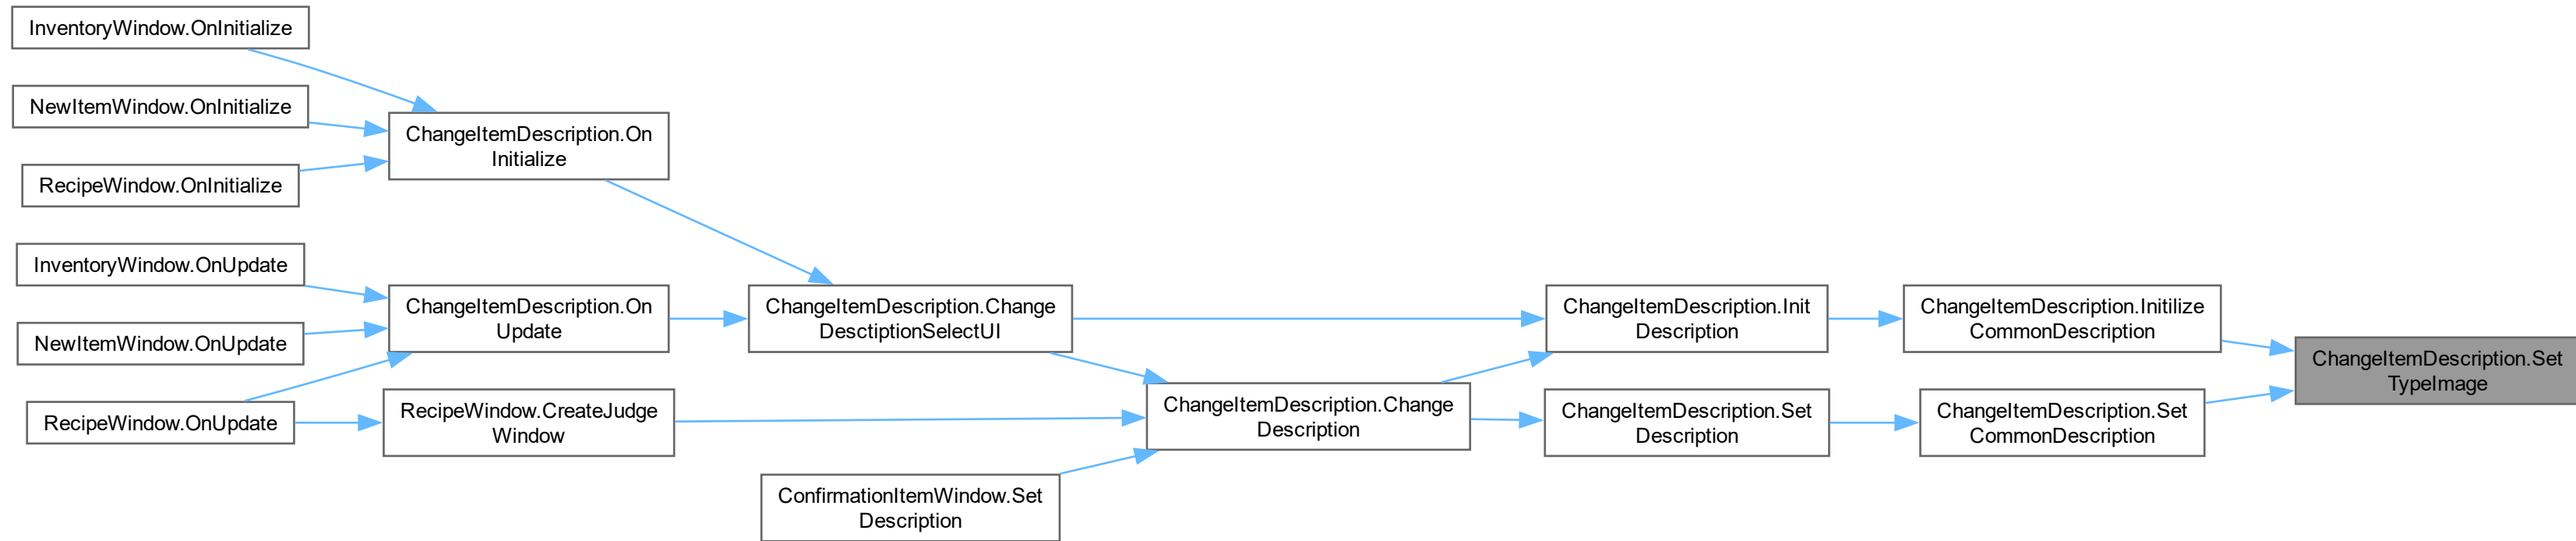 InventoryWindow.OnInitialize
NewItemWindow.OnInitialize
RecipeWindow.OnInitialize
InventoryWindow.OnUpdate
NewItemWindow.OnUpdate
RecipeWindow.OnUpdate
ChangeItemDescription.On
Initialize
ChangeItemDescription.On
Update
RecipeWindow.CreateJudge
Window
ChangeItemDescription.Change
DesctiptionSelectUI
ConfirmationItemWindow.Set
Description
ChangeItemDescription.Change
Description
ChangeItemDescription.Init
Description
ChangeItemDescription.Set
Description
ChangeItemDescription.Initilize
CommonDescription
ChangeItemDescription.Set
CommonDescription
ChangeItemDescription.Set
TypeImage